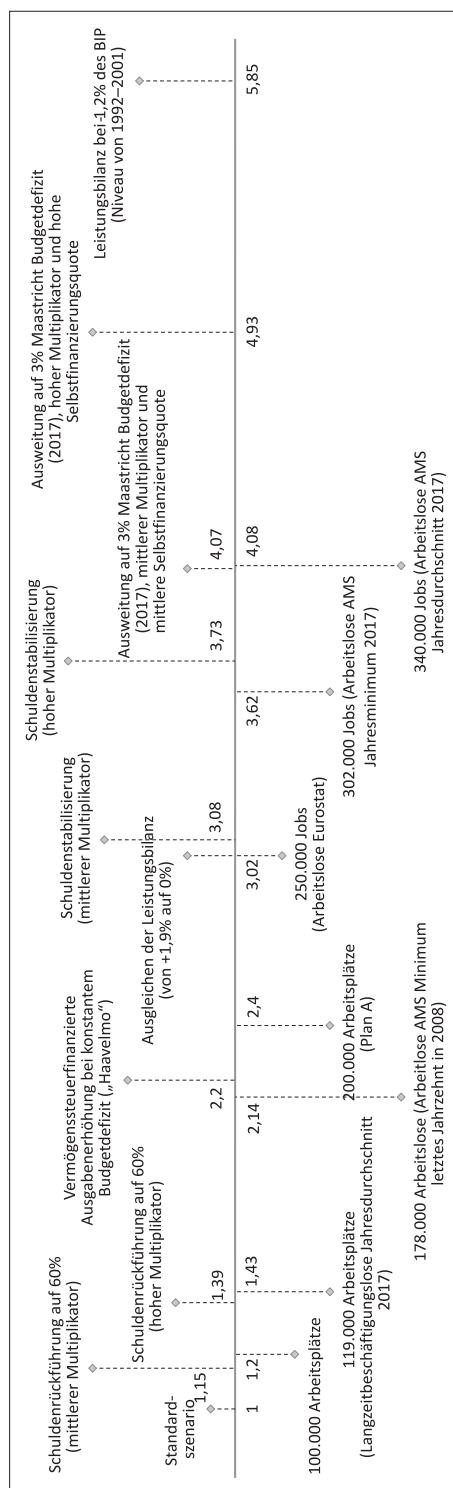 Schuldenrückführung auf 60%
(mittlerer Multiplikator)
Standard-
szenario
1,15
1
1,2
100.000 Arbeitsplätze
Schuldenrückführung auf 60%
(hoher Multiplikator)
1,39
1,43
119.000 Arbeitsplätze
(Langzeitbeschäftigungslose Jahresdurchschnitt
2017)
Vermögenssteuerfinanzierte
Ausgabenerhöhung bei konstantem
Budgetdefizit („Haavelmo“)
2,2
2,14
178.000 Arbeitslose (Arbeitlose AMS Minimum
letztes Jahrzehnt in 2008)
2,4
200.000 Arbeitsplätze
(Plan A)
Ausgleichen der Leistungsbilanz
(von +1,9% auf 0%)
3,02
250.000 Jobs
(Arbeitslose Eurostat)
Schuldenstabilisierung
(mittlerer Multiplikator)
3,08
Schuldenstabilisierung
(hoher Multiplikator)
3,73
3,62
302.000 Jobs (Arbeitslose AMS
Jahresminimum 2017)
Ausweitung auf 3% Maastricht Budgetdefizit
(2017), mittlerer Multiplikator und
mittlere Selbstfinanzierungsquote
4,07
4,08
340.000 Jobs (Arbeitslose AMS
Jahresdurchschnitt 2017)
Ausweitung auf 3% Maastricht Budgetdefizit
(2017), hoher Multiplikator und hohe
Selbstfinanzierungsquote
4,93
Leistungsbilanz bei-1,2% des BIP
(Niveau von 1992–2001)
5,85